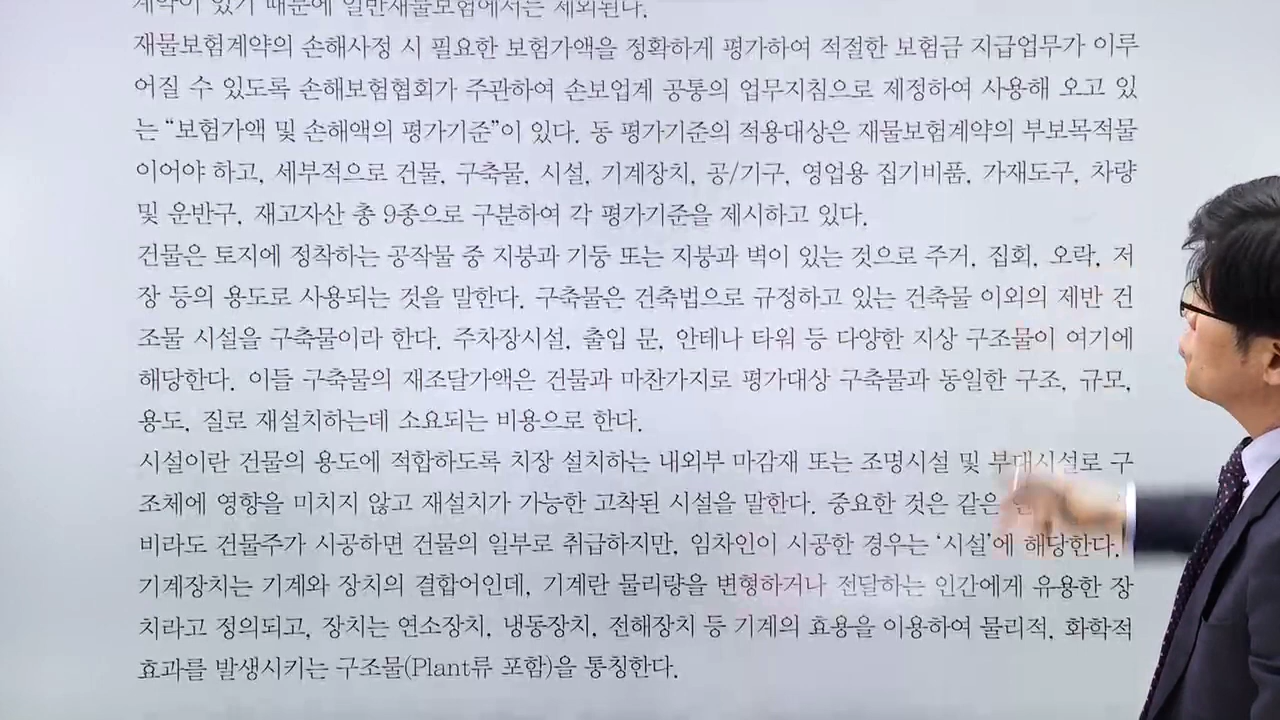 계약이 있기 때문에 일반재물보험에서는 제외된다.
재물보험계약의 손해사정 시 필요한 보험가액을 정확하게 평가하여 적절한 보험금 지급업무가 이루
어질 수 있도록 손해보험협회가 주관하여 손보업계 공통의 업무지침으로 제정하여 사용해 오고 있
는 “보험가액 및 손해액의 평가기준”이 있다. 동 평가기준의 적용대상은 재물보험계약의 부보목적물
이어야 하고, 세부적으로 건물, 구축물, 시설, 기계장치, 공/기구, 영업용 집기비품, 가재도구, 차량
및 운반구, 재고자산 총 9종으로 구분하여 각 평가기준을 제시하고 있다.
건물은 토지에 정착하는 공작물 중 지붕과 기둥 또는 지붕과 벽이 있는 것으로 주거, 집회, 오락, 저
장 등의 용도로 사용되는 것을 말한다. 구축물은 건축법으로 규정하고 있는 건축물 이외의 제반 건
조물 시설을 구축물이라 한다. 주차장시설, 출입 문, 안테나 타워 등 다양한 지상 구조물이 여기에
해당한다. 이들 구축물의 재조달가액은 건물과 마찬가지로 평가대상 구축물과 동일한 구조, 규모,
용도, 질로 재설치하는데 소요되는 비용으로 한다.
시설이란 건물의 용도에 적합하도록 치장 설치하는 내외부 마감재 또는 조명시설 및 부대시설로 구
조체에 영향을 미치지 않고 재설치가 가능한 고착된 시설을 말한다. 중요한 것은 같은
비라도 건물주가 시공하면 건물의 일부로 취급하지만, 임차인이 시공한 경우는 ‘시설’에 해당한다.
기계장치는 기계와 장치의 결합어인데, 기계란 물리량을 변형하거나 전달하는 인간에게 유용한 장
치라고 정의되고, 장치는 연소장치, 냉동장치, 전해장치 등 기계의 효용을 이용하여 물리적, 화학적
효과를 발생시키는 구조물(Plant류 포함)을 통칭한다.